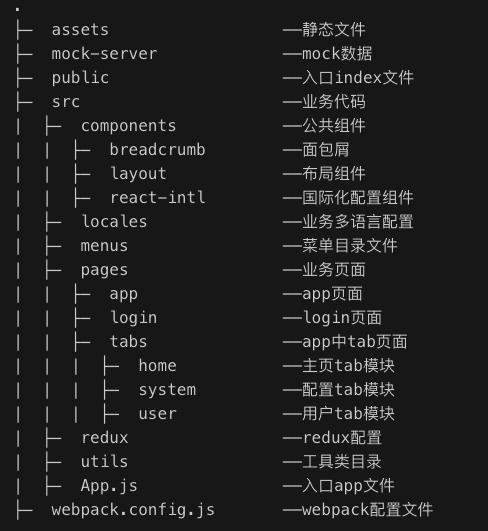 .
├─ assets                 ──静态文件
├─ mock-server            ──mock数据
├─ public                 ──入口index文件
├─ src                    ──业务代码
|  ├─ components          ──公共组件
|  |  ├─ breadcrumb       ──面包屑
|  |  ├─ layout           ──布局组件
|  |  ├─ react-intl       ──国际化配置组件
|  ├─ locales             ──业务多语言配置
|  ├─ menus               ──菜单目录文件
|  ├─ pages               ──业务页面
|  |  ├─ app              ──app页面
|  |  ├─ login            ──login页面
|  |  ├─ tabs             ──app中tab页面
|  |  |  ├─ home          ──主页tab模块
|  |  |  ├─ system        ──配置tab模块
|  |  |  ├─ user          ──用户tab模块
|  ├─ redux               ──redux配置
|  ├─ utils               ──工具类目录
|  ├─ App.js              ──入口app文件
├─ webpack.config.js      ──webpack配置文件